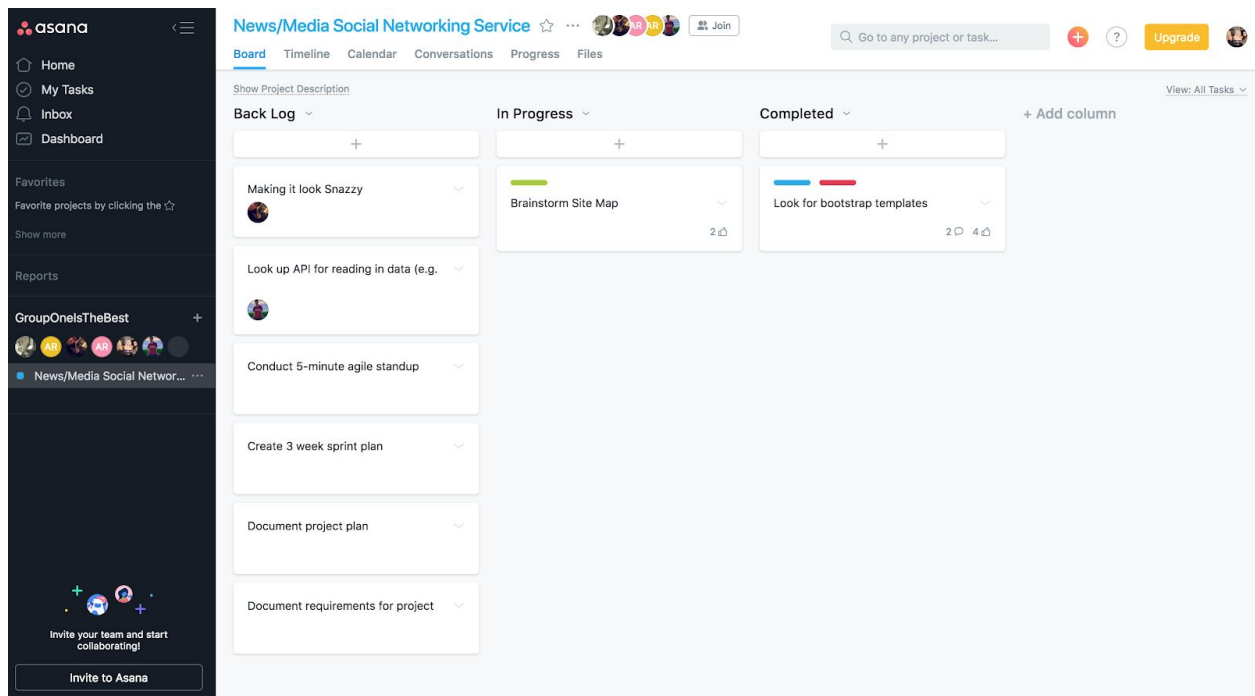 asana
Home
My Tasks
Inbox
Dashboard
Favorites
Favorite projects by clicking the
Show more
Reports
GroupOneIsTheBest +
AR AR
News/Media Social Networ... ...
Invite your team and start
collaborating!
Invite to Asana
News/Media Social Networking Service ... AR AR Join
Board Timeline Calendar Conversations Progress Files
Go to any project or task...
+ ? Upgrade
Show Project Description
View: All Tasks
Back Log
+
Making it look Snazzy
Look up API for reading in data (e.g.
Conduct 5-minute agile standup
Create 3 week sprint plan
Document project plan
Document requirements for project
In Progress
+
Brainstorm Site Map
2
Completed
+
Look for bootstrap templates
2 4
+ Add column